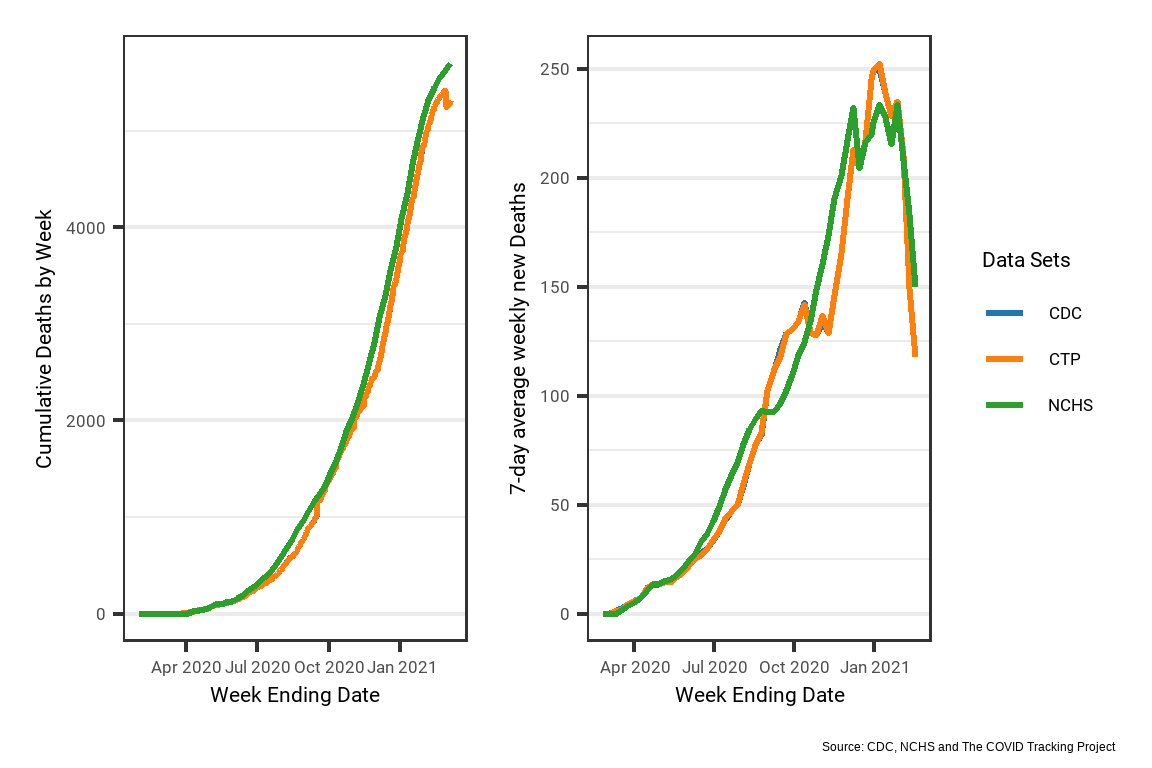 Cumulative Deaths by Week
4000
2000
0
Apr 2020 Jul 2020 Oct 2020 Jan 2021
Week Ending Date
7-day average weekly new Deaths
250
200
150
100
50
0
Apr 2020 Jul 2020 Oct 2020 Jan 2021
Week Ending Date
Data Sets
CDC
CTP
NCHS
Source: CDC, NCHS and The COVID Tracking Project